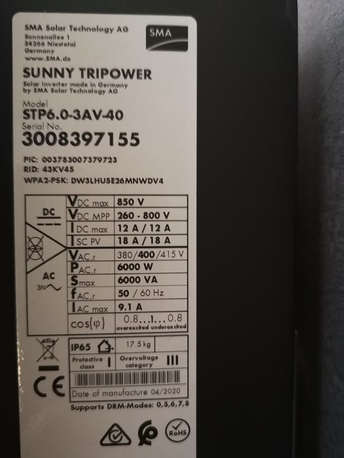 SMA Solar Technology AG
Sonnenallee 1
34266 Niestetal
Germany
www.SMA.de
SMA
SUNNY TRIPOWER
Solar inverter made in Germany
by SMA Solar Technology AG
Model
STP6.0-3AV-40
Serial No.
3008397155
PIC: 003783007379723
RID: 43KV45
WPA2-PSK: DW3LHU5E26MNWDV4
DC
VDC max 850 V
VDC MPP 260 - 800 V
IDC max 12 A / 12 A
ISC PV 18 A / 18 A
AC
3N
VAC,r 380/400/415 V
PAC,r 6000 W
Smax 6000 VA
fAC,r 50 / 60 Hz
IAC max 9.1 A
cos(φ) 0.8...1...0.8
overexcited underexcited
IP65 17.5 kg
Protective class I Overvoltage category III
CE
Date of manufacture 04/2020
Supports DRM-Modes: 0,5,6,7,8
RoHS